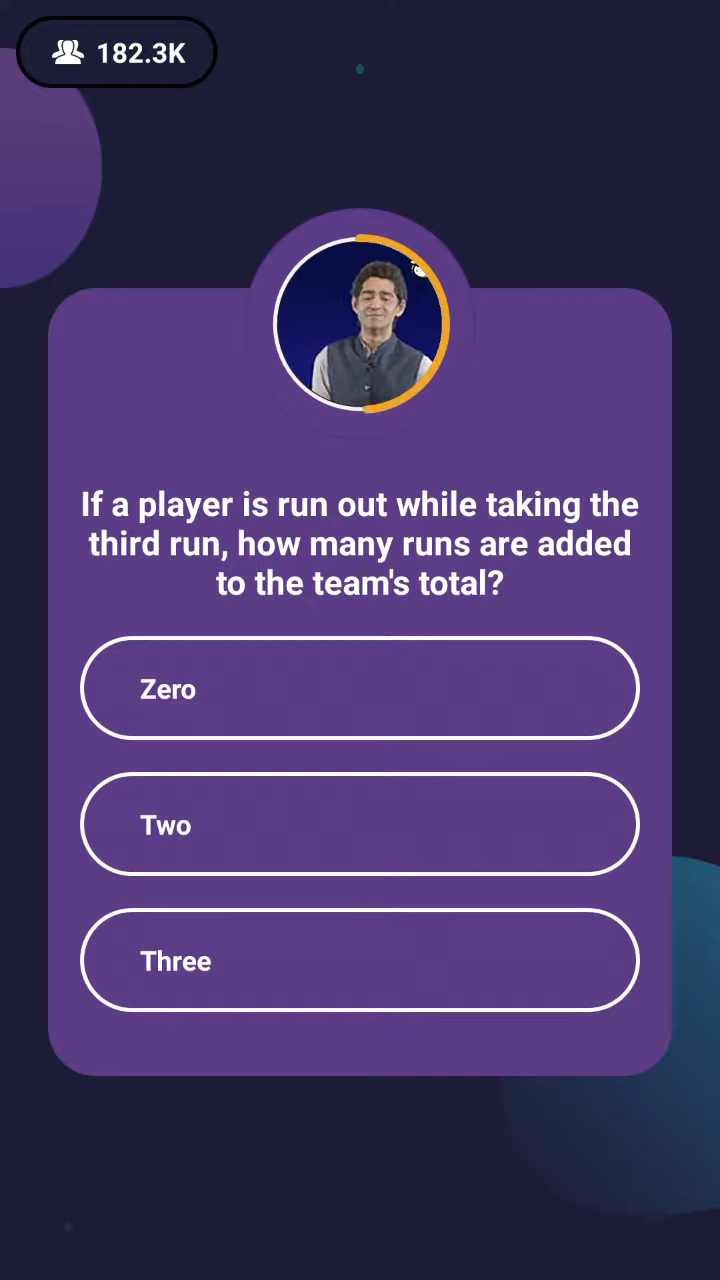 182.3K
If a player is run out while taking the
third run, how many runs are added
to the team's total?
Zero
Two
Three